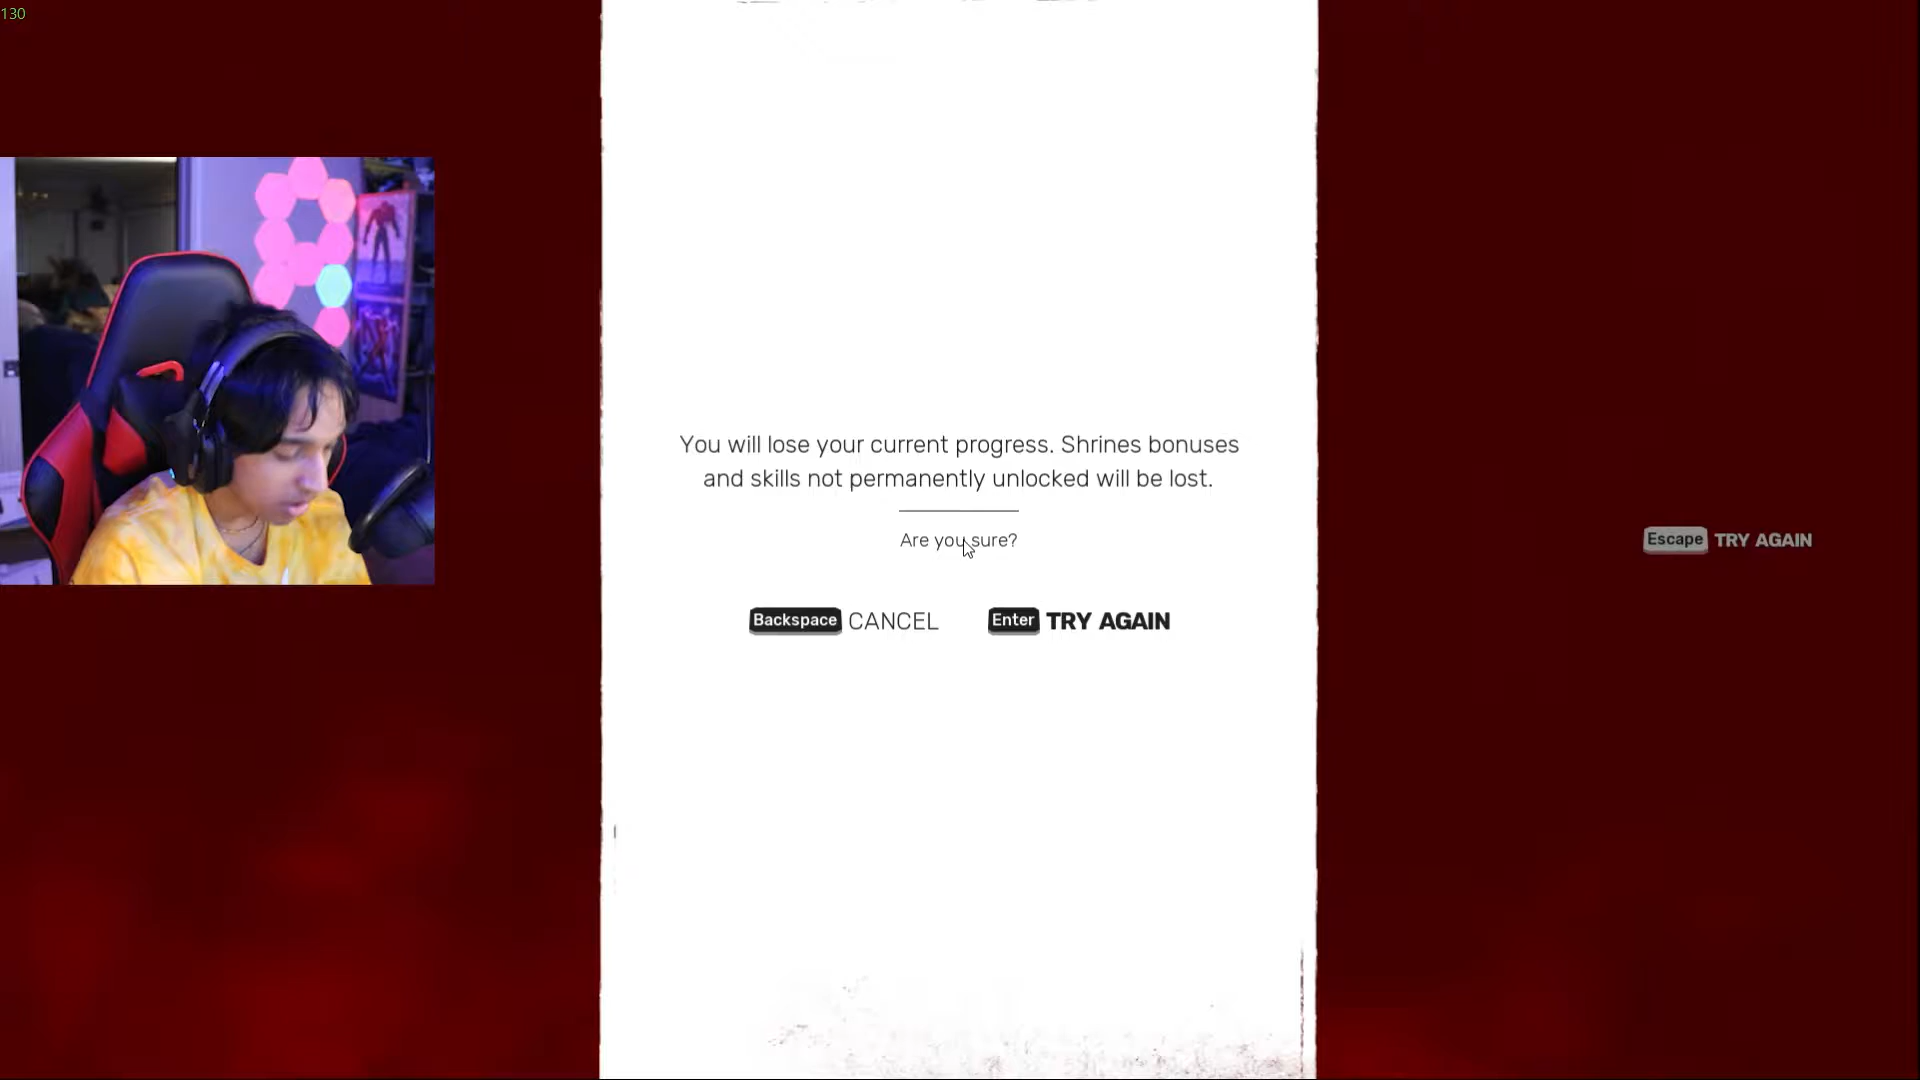 130
You will lose your current progress. Shrines bonuses
and skills not permanently unlocked will be lost.
Are you sure?
Backspace CANCEL Enter TRY AGAIN
Escape TRY AGAIN